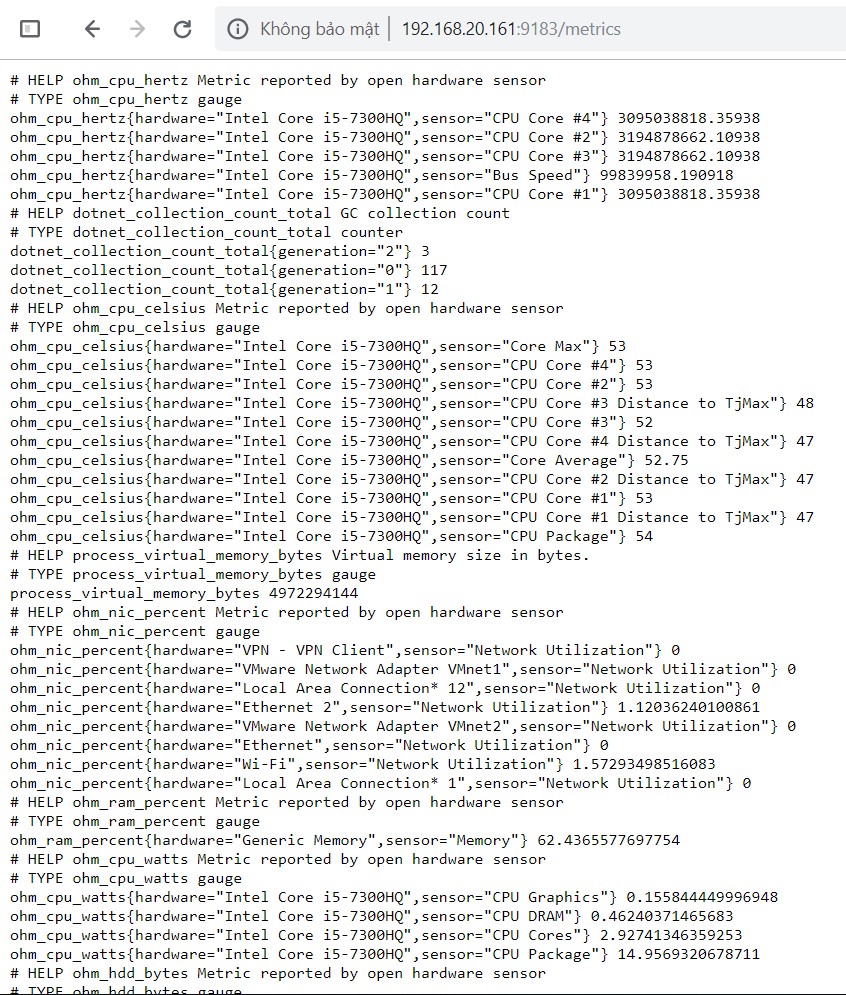 Không bảo mật 192.168.20.161:9183/metrics
# HELP ohm_cpu_hertz Metric reported by open hardware sensor
# TYPE ohm_cpu_hertz gauge
ohm_cpu_hertz{hardware="Intel Core i5-7300HQ",sensor="CPU Core #4"} 3095038818.35938
ohm_cpu_hertz{hardware="Intel Core i5-7300HQ",sensor="CPU Core #2"} 3194878662.10938
ohm_cpu_hertz{hardware="Intel Core i5-7300HQ",sensor="CPU Core #3"} 3194878662.10938
ohm_cpu_hertz{hardware="Intel Core i5-7300HQ",sensor="Bus Speed"} 99839958.190918
ohm_cpu_hertz{hardware="Intel Core i5-7300HQ",sensor="CPU Core #1"} 3095038818.35938
# HELP dotnet_collection_count_total GC collection count
# TYPE dotnet_collection_count_total counter
dotnet_collection_count_total{generation="2"} 3
dotnet_collection_count_total{generation="0"} 117
dotnet_collection_count_total{generation="1"} 12
# HELP ohm_cpu_celsius Metric reported by open hardware sensor
# TYPE ohm_cpu_celsius gauge
ohm_cpu_celsius{hardware="Intel Core i5-7300HQ",sensor="Core Max"} 53
ohm_cpu_celsius{hardware="Intel Core i5-7300HQ",sensor="CPU Core #4"} 53
ohm_cpu_celsius{hardware="Intel Core i5-7300HQ",sensor="CPU Core #2"} 53
ohm_cpu_celsius{hardware="Intel Core i5-7300HQ",sensor="CPU Core #3 Distance to TjMax"} 48
ohm_cpu_celsius{hardware="Intel Core i5-7300HQ",sensor="CPU Core #3"} 52
ohm_cpu_celsius{hardware="Intel Core i5-7300HQ",sensor="CPU Core #4 Distance to TjMax"} 47
ohm_cpu_celsius{hardware="Intel Core i5-7300HQ",sensor="Core Average"} 52.75
ohm_cpu_celsius{hardware="Intel Core i5-7300HQ",sensor="CPU Core #2 Distance to TjMax"} 47
ohm_cpu_celsius{hardware="Intel Core i5-7300HQ",sensor="CPU Core #1"} 53
ohm_cpu_celsius{hardware="Intel Core i5-7300HQ",sensor="CPU Core #1 Distance to TjMax"} 47
ohm_cpu_celsius{hardware="Intel Core i5-7300HQ",sensor="CPU Package"} 54
# HELP process_virtual_memory_bytes Virtual memory size in bytes.
# TYPE process_virtual_memory_bytes gauge
process_virtual_memory_bytes 4972294144
# HELP ohm_nic_percent Metric reported by open hardware sensor
# TYPE ohm_nic_percent gauge
ohm_nic_percent{hardware="VPN - VPN Client",sensor="Network Utilization"} 0
ohm_nic_percent{hardware="VMware Network Adapter VMnet1",sensor="Network Utilization"} 0
ohm_nic_percent{hardware="Local Area Connection* 12",sensor="Network Utilization"} 0
ohm_nic_percent{hardware="Ethernet 2",sensor="Network Utilization"} 1.12036240100861
ohm_nic_percent{hardware="VMware Network Adapter VMnet2",sensor="Network Utilization"} 0
ohm_nic_percent{hardware="Ethernet",sensor="Network Utilization"} 0
ohm_nic_percent{hardware="Wi-Fi",sensor="Network Utilization"} 1.57293498516083
ohm_nic_percent{hardware="Local Area Connection* 1",sensor="Network Utilization"} 0
# HELP ohm_ram_percent Metric reported by open hardware sensor
# TYPE ohm_ram_percent gauge
ohm_ram_percent{hardware="Generic Memory",sensor="Memory"} 62.4365577697754
# HELP ohm_cpu_watts Metric reported by open hardware sensor
# TYPE ohm_cpu_watts gauge
ohm_cpu_watts{hardware="Intel Core i5-7300HQ",sensor="CPU Graphics"} 0.155844449996948
ohm_cpu_watts{hardware="Intel Core i5-7300HQ",sensor="CPU DRAM"} 0.46240371465683
ohm_cpu_watts{hardware="Intel Core i5-7300HQ",sensor="CPU Cores"} 2.92741346359253
ohm_cpu_watts{hardware="Intel Core i5-7300HQ",sensor="CPU Package"} 14.9569320678711
# HELP ohm_hdd_bytes Metric reported by open hardware sensor
# TYPE ohm_hdd_bytes gauge